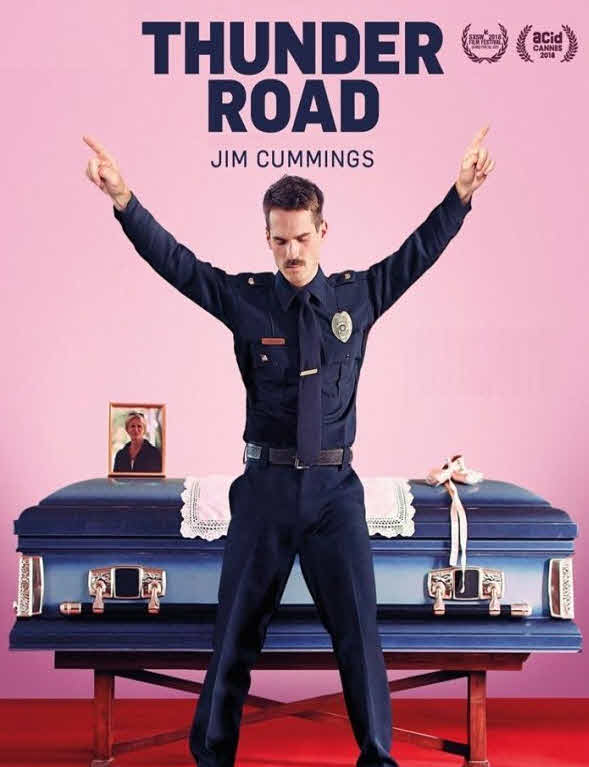 THUNDER
ROAD
JIM CUMMINGS
SXSW 2018
FILM FESTIVAL
acid
CANNES
2018